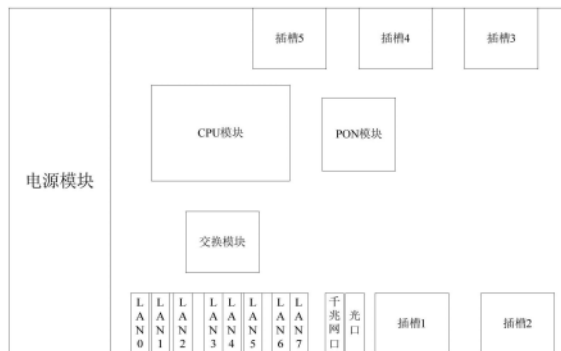 插槽5
插槽4
插槽3
CPU模块
PON模块
电源模块
交换模块
LAN0
LAN1
LAN2
LAN3
LAN4
LAN5
LAN6
LAN7
千兆网口
光口
插槽1
插槽2